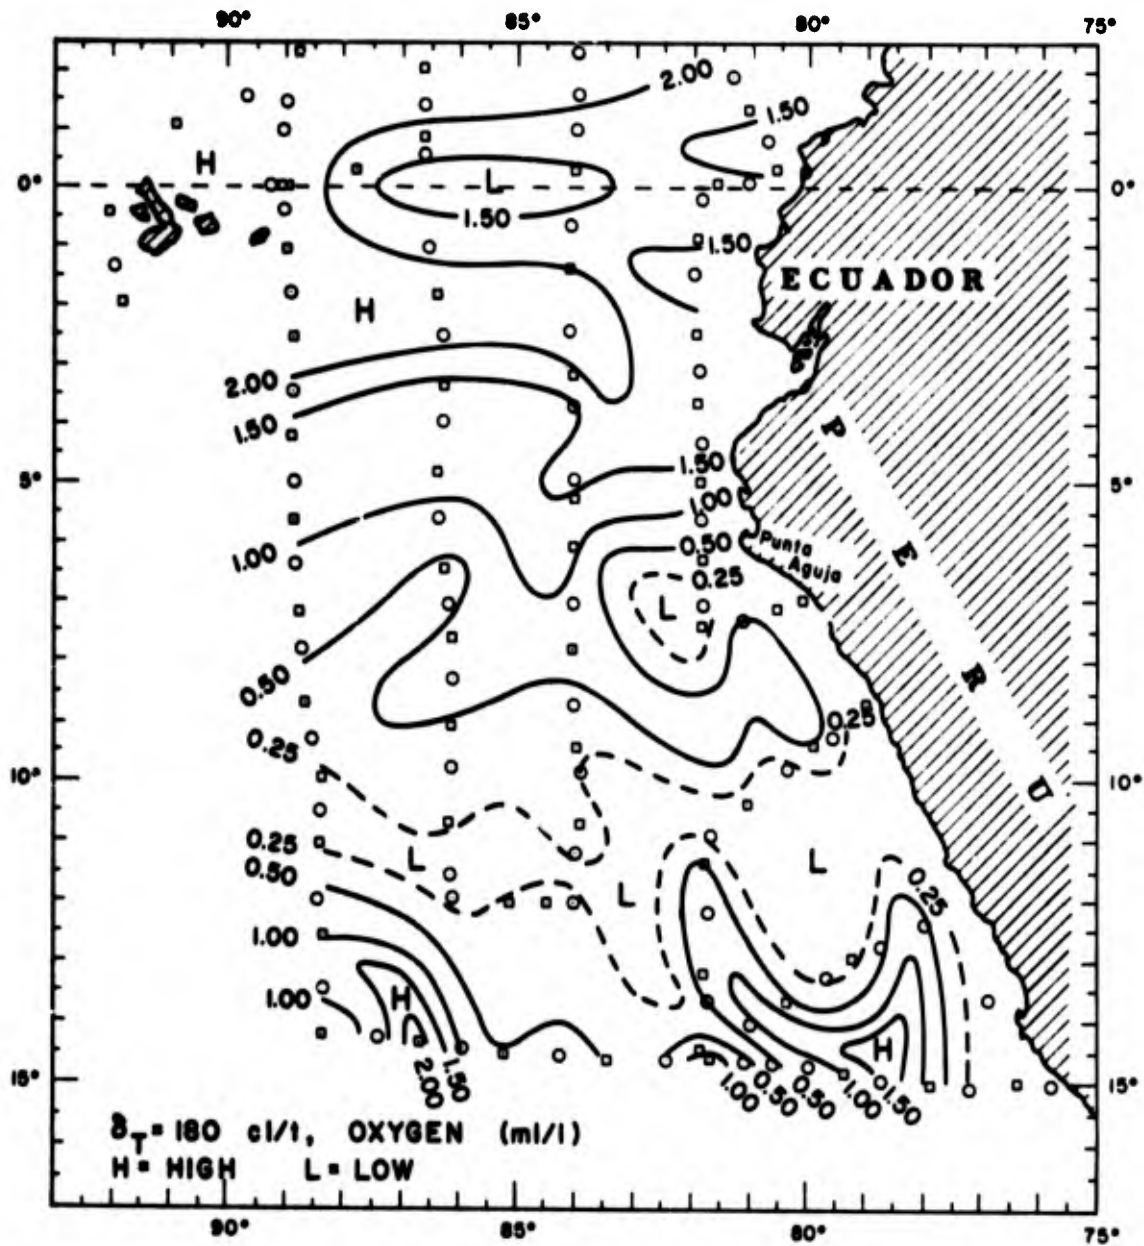 90° 85° 80° 75°
2.00
1.50
H
L
0° 0°
1.50
1.50
ECUADOR
H
2.00
1.50
P
5° 1.50 5°
1.00
1.00
0.50
Punta
Aguja
E
0.25
L
0.50
R
0.25
0.25
10° U 10°
0.25
L L
0.50
L
0.25
1.00
1.00
H
H
15° 15°
2.00 1.50 1.00 0.50 0.50 1.00 1.50
δT=180 cl/t, OXYGEN (ml/l)
H = HIGH L = LOW
90° 85° 80° 75°